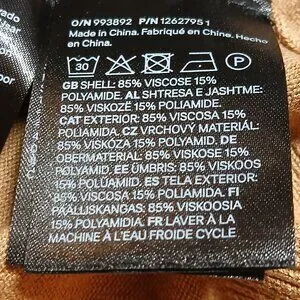 O/N 993892 P/N 1262795 1
Made in China. Fabriqué en Chine. Hecho
en China.
30
P
GB SHELL: 85% VISCOSE 15%
POLYAMIDE. AL SHTRESA E JASHTME:
85% VISKOZË 15% POLIAMIDE.
CAT EXTERIOR: 85% VISCOSA 15%
POLIAMIDA. CZ VRCHOVÝ MATERIÁL:
85% VISKÓZA 15% POLYAMID. DE
OBERMATERIAL: 85% VISKOSE 15%
POLYAMID. EE ÜMBRIS: 85% VISKOOS
15% POLÜAMIID. ES TELA EXTERIOR:
85% VISCOSA 15% POLIAMIDA. FI
PÄÄLLIKANGAS: 85% VISKOOSIA
15% POLYAMIDIA. FR LAVER À LA
MACHINE À L'EAU FROIDE CYCLE